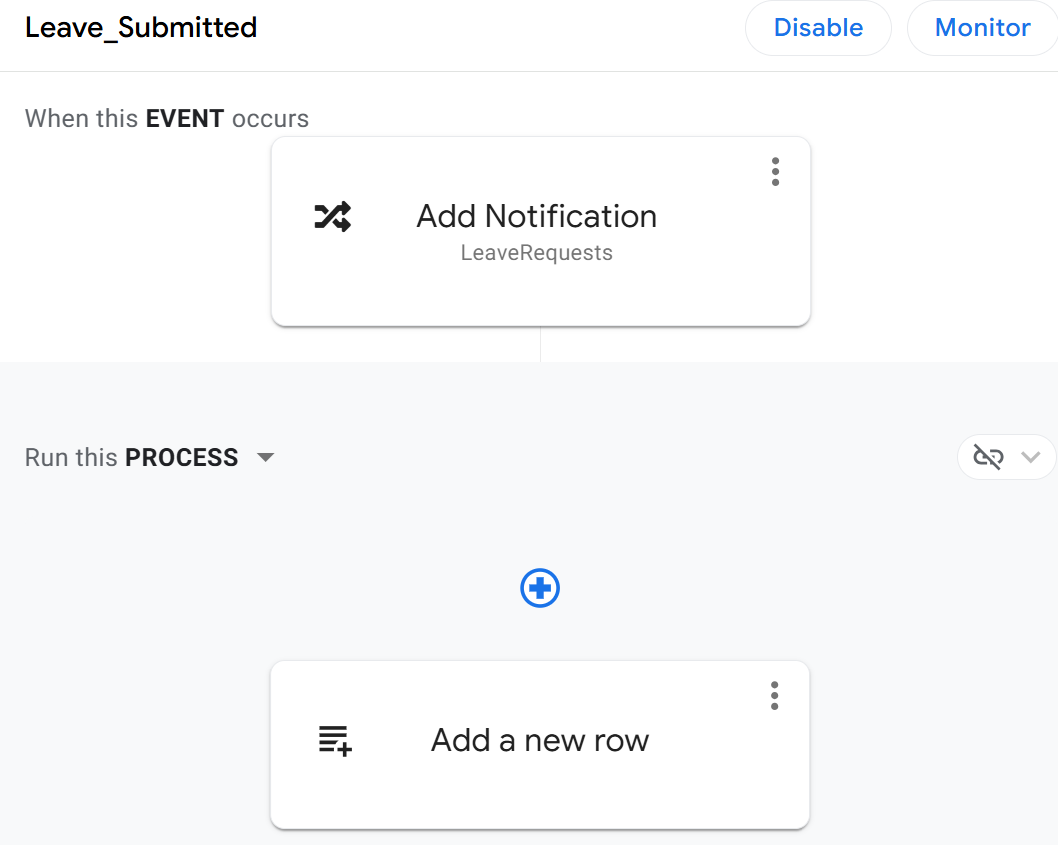 Leave_Submitted
Disable
Monitor
When this EVENT occurs
Add Notification
LeaveRequests
Run this PROCESS
Add a new row